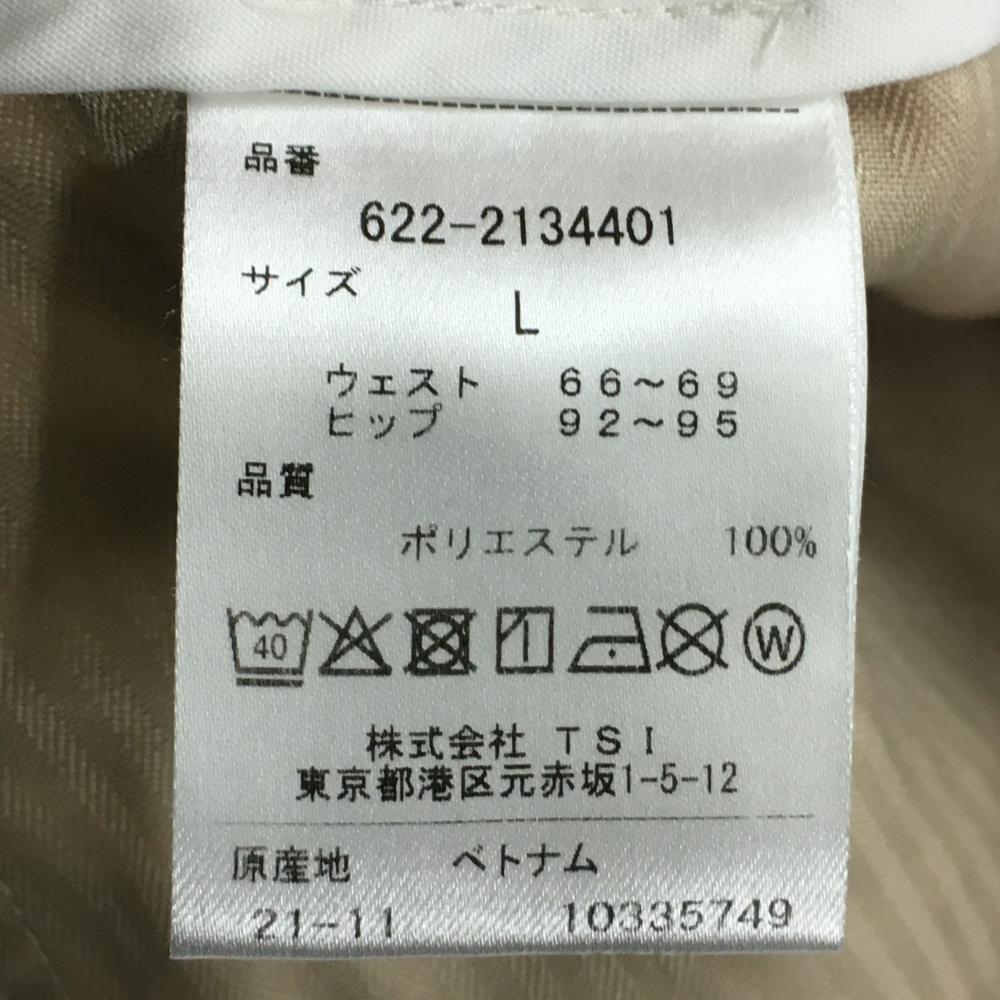 品番
622-2134401
サイズ
L
ウェスト 66〜69
ヒップ 92〜95
品質
ポリエステル 100%
40 W
株式会社 TSI
東京都港区元赤坂1-5-12
原産地 ベトナム
21-11 10335749